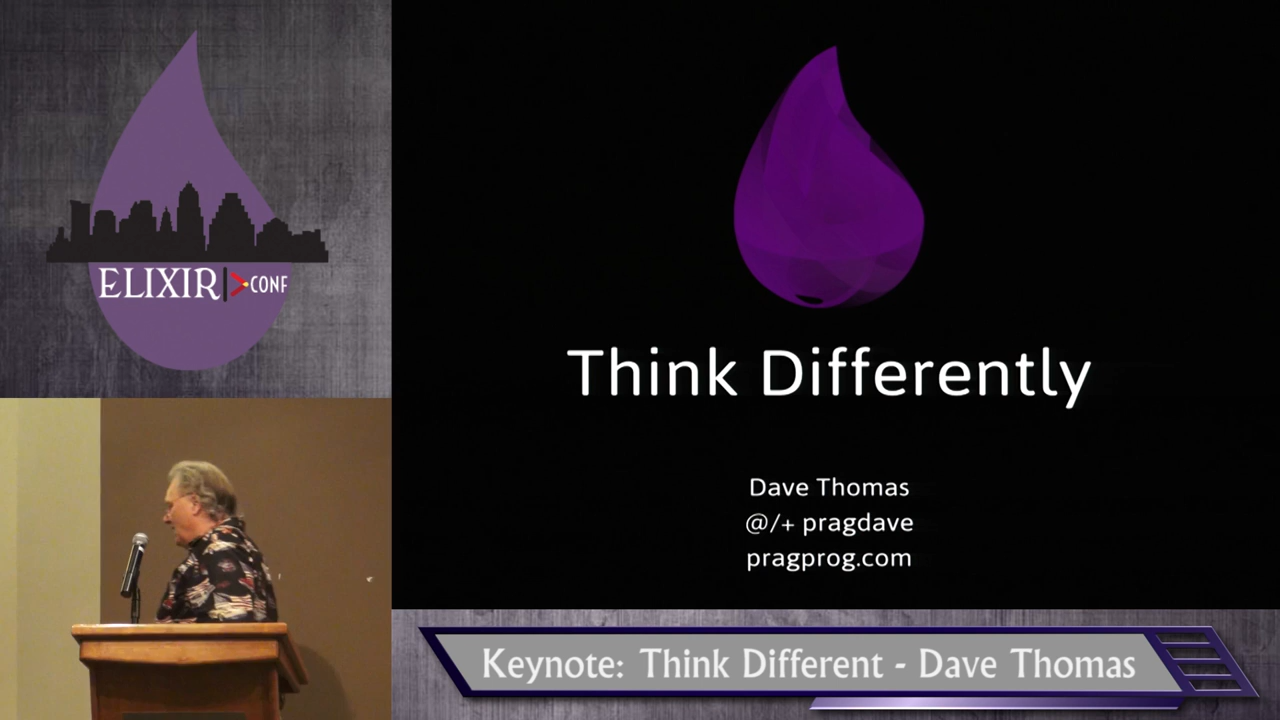 ELIXIR|>CONF
Think Differently
Dave Thomas
@/+ pragdave
pragprog.com
Keynote: Think Different - Dave Thomas